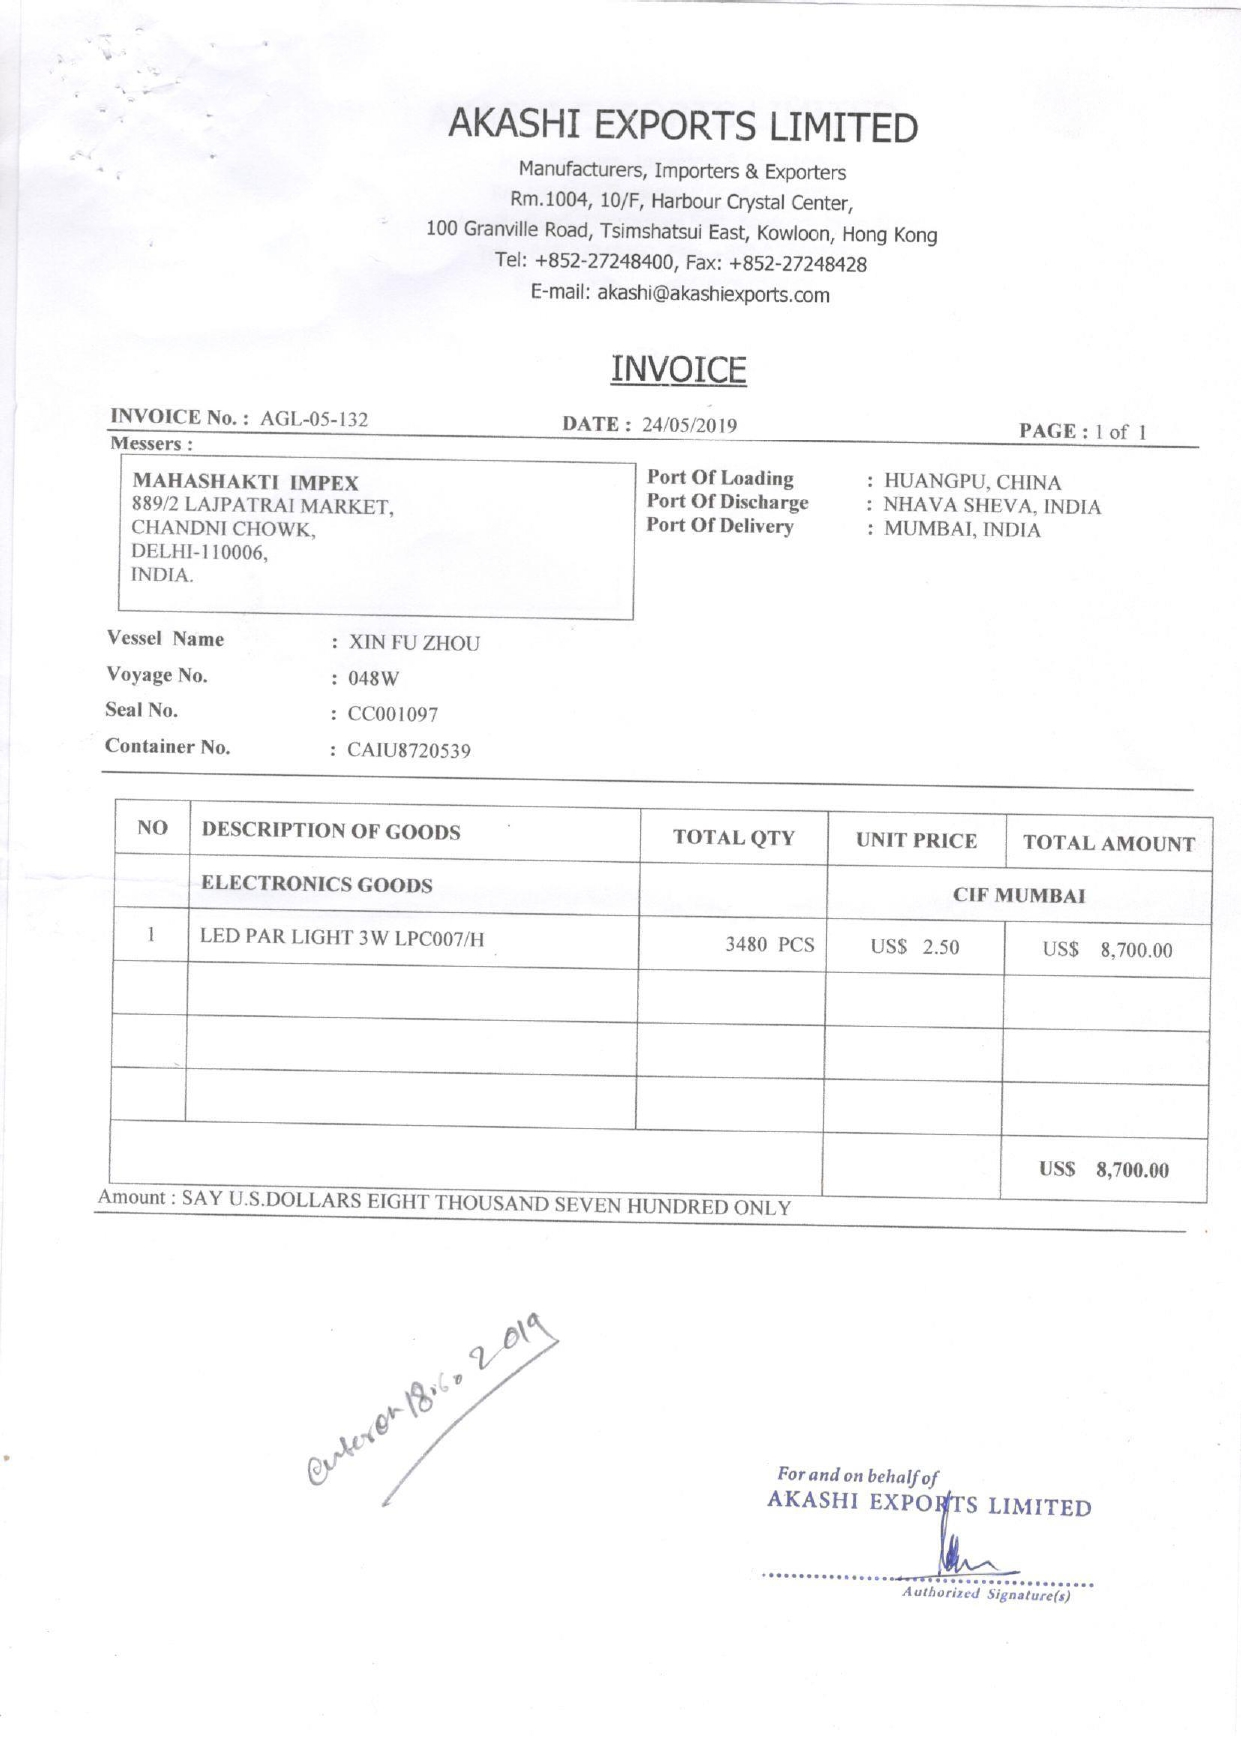 AKASHI EXPORTS LIMITED
Manufacturers, Importers & Exporters
Rm.1004, 10/F, Harbour Crystal Center,
100 Granville Road, Tsimshatsui East, Kowloon, Hong Kong
Tel: +852-27248400, Fax: +852-27248428
E-mail: akashi@akashiexports.com
INVOICE
INVOICE No. : AGL-05-132 DATE : 24/05/2019 PAGE : 1 of 1
Messers :
MAHASHAKTI IMPEX
889/2 LAJPATRAI MARKET,
CHANDNI CHOWK,
DELHI-110006,
INDIA.
Port Of Loading : HUANGPU, CHINA
Port Of Discharge : NHAVA SHEVA, INDIA
Port Of Delivery : MUMBAI, INDIA
Vessel Name : XIN FU ZHOU
Voyage No. : 048W
Seal No. : CC001097
Container No. : CAIU8720539
NO DESCRIPTION OF GOODS TOTAL QTY UNIT PRICE TOTAL AMOUNT
ELECTRONICS GOODS CIF MUMBAI
1 LED PAR LIGHT 3W LPC007/H 3480 PCS US$ 2.50 US$ 8,700.00
US$ 8,700.00
Amount : SAY U.S.DOLLARS EIGHT THOUSAND SEVEN HUNDRED ONLY
on 18.6. 2019
For and on behalf of
AKASHI EXPORTS LIMITED
Authorized Signature(s)